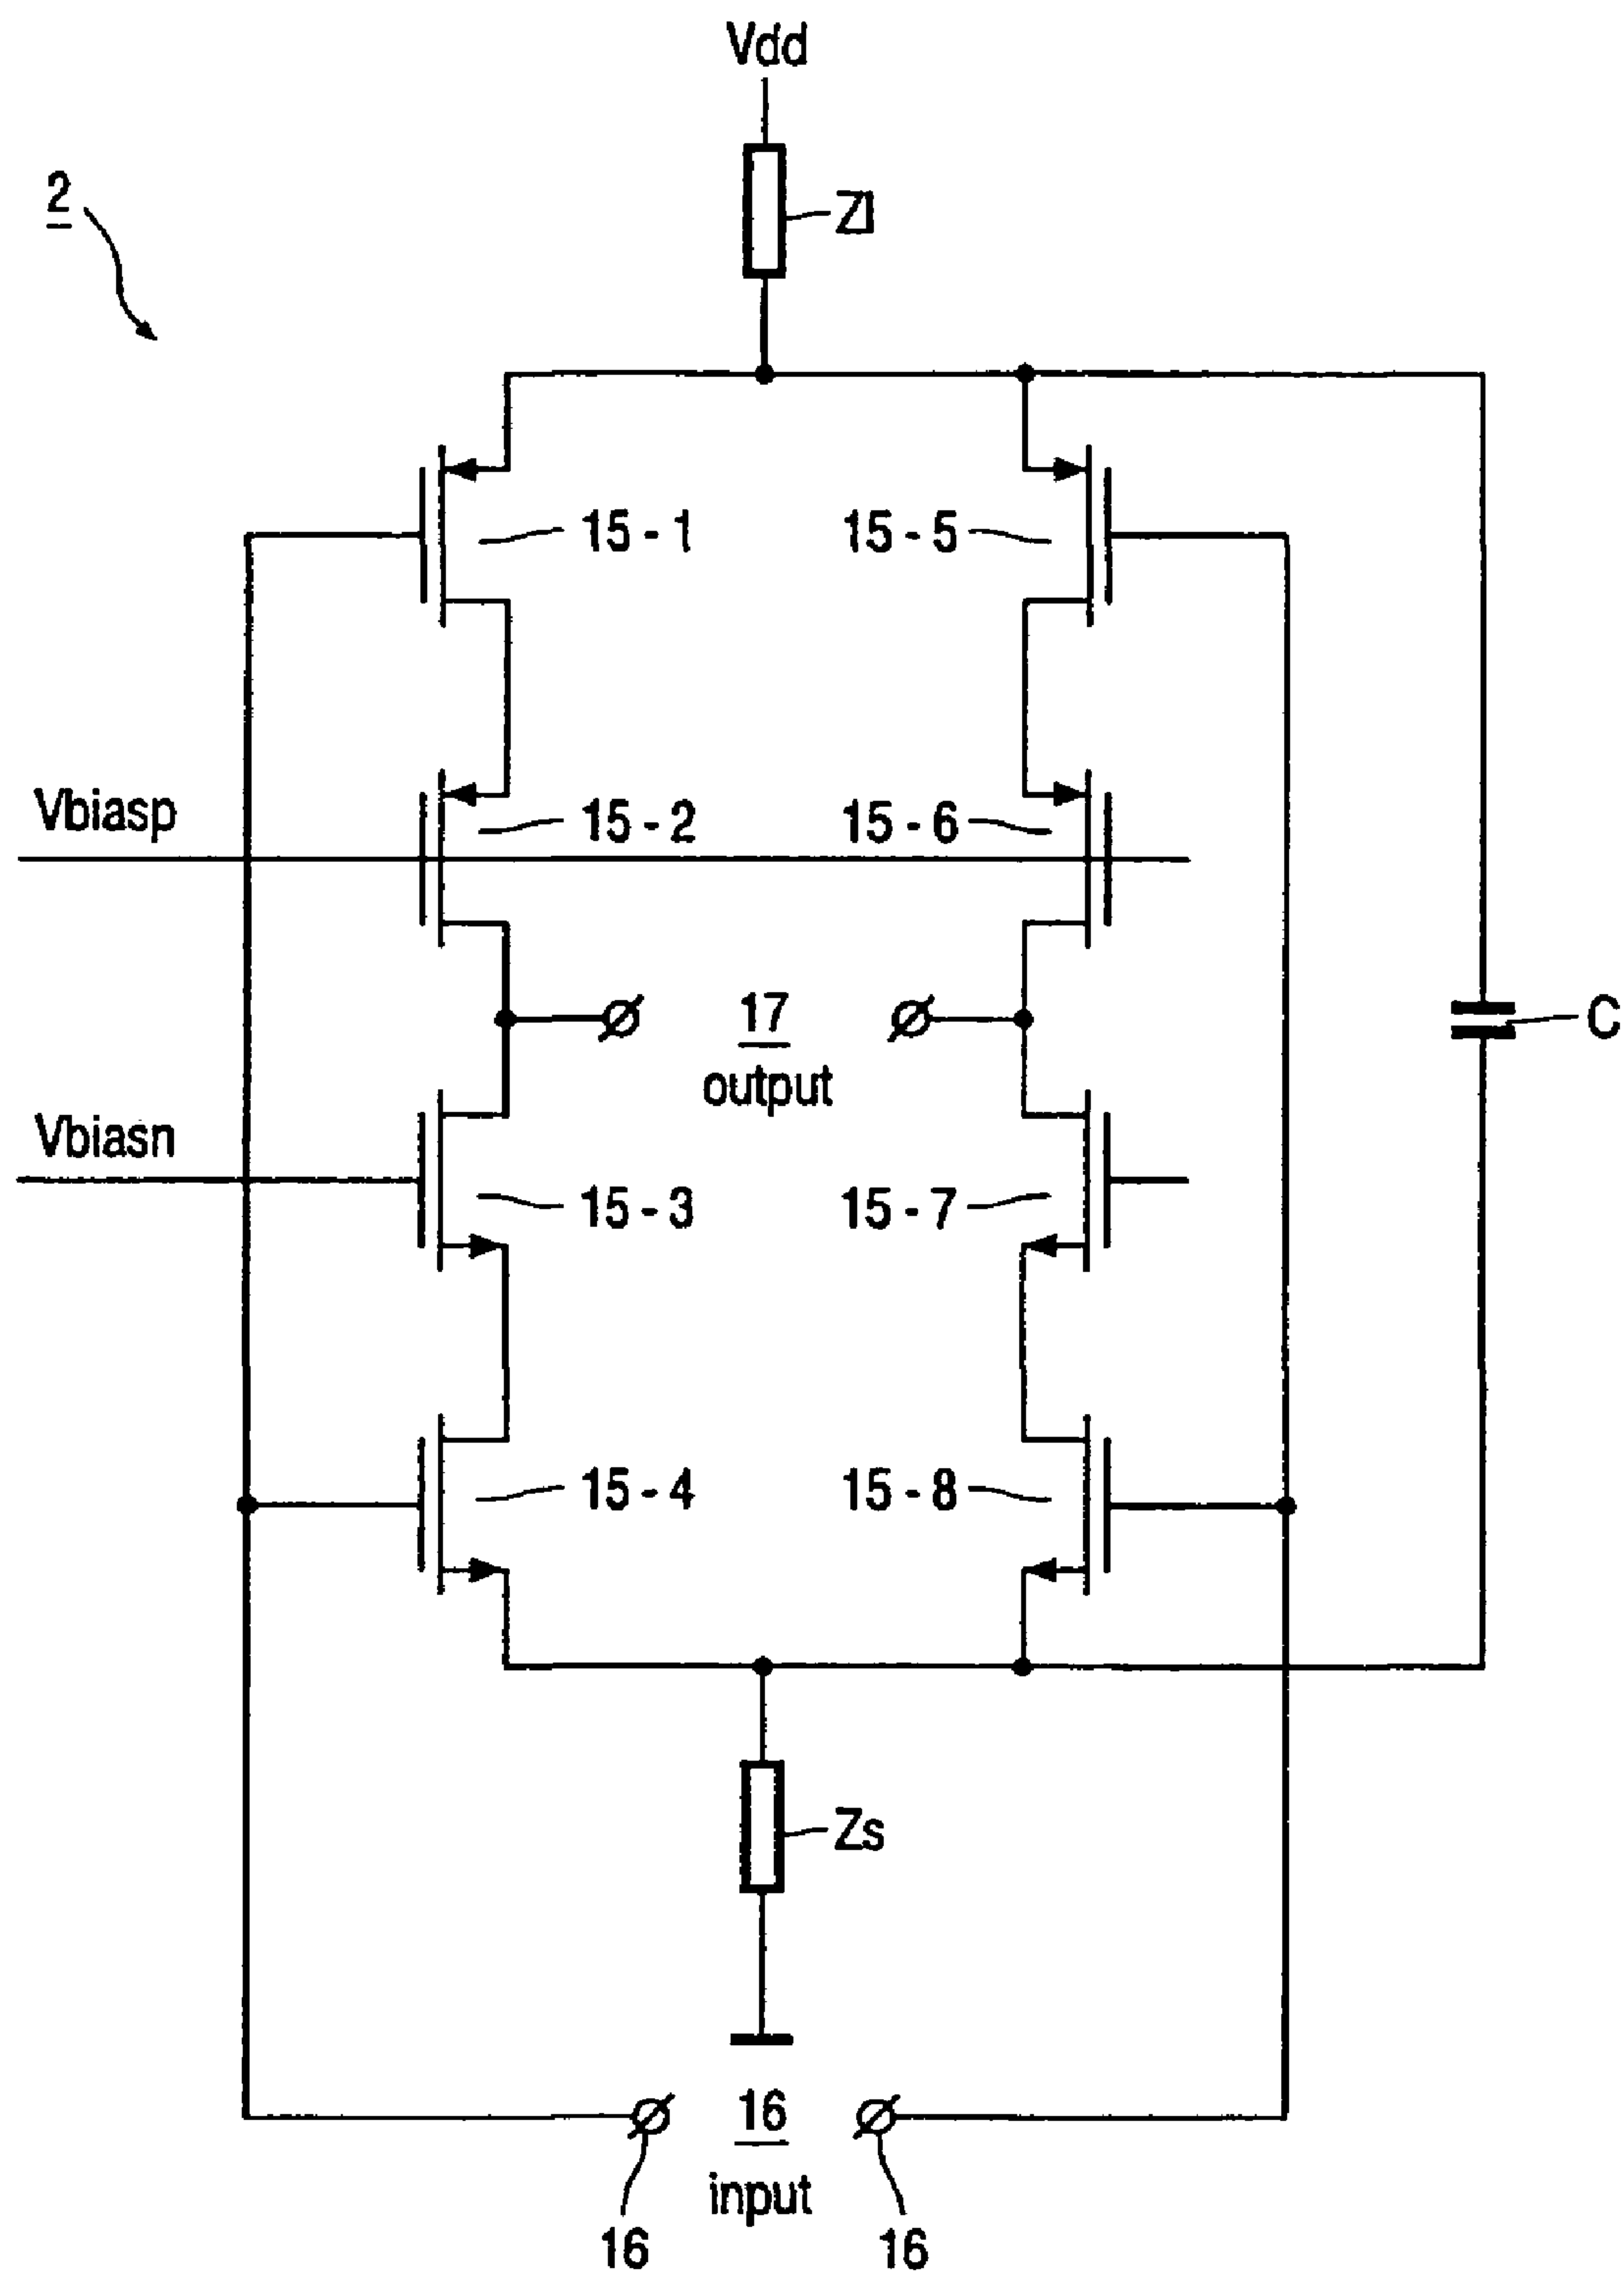 Vdd
2
Zl
15 - 1
15 - 5
Vbiasp
15 - 2
15 - 6
17
C
output
Vbiasn
15 - 3
15 - 7
15 - 4
15 - 8
Zs
16
input
16
16